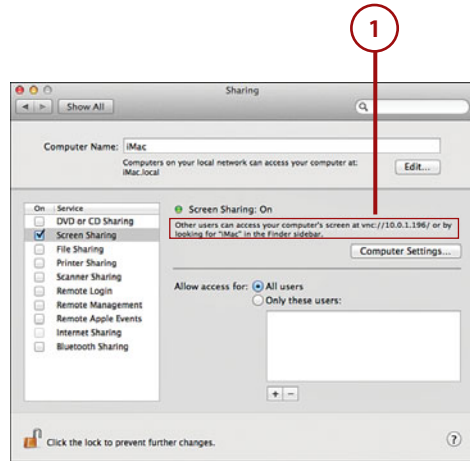 1
Sharing
Show All
Computer Name: iMac
Computers on your local network can access your computer at:
iMac.local
Edit...
On Service
DVD or CD Sharing
Screen Sharing
File Sharing
Printer Sharing
Scanner Sharing
Remote Login
Remote Management
Remote Apple Events
Internet Sharing
Bluetooth Sharing
Screen Sharing: On
Other users can access your computer's screen at vnc://10.0.1.196/ or by
looking for "iMac" in the Finder sidebar.
Computer Settings...
Allow access for: All users
Only these users:
+ −
Click the lock to prevent further changes.
?